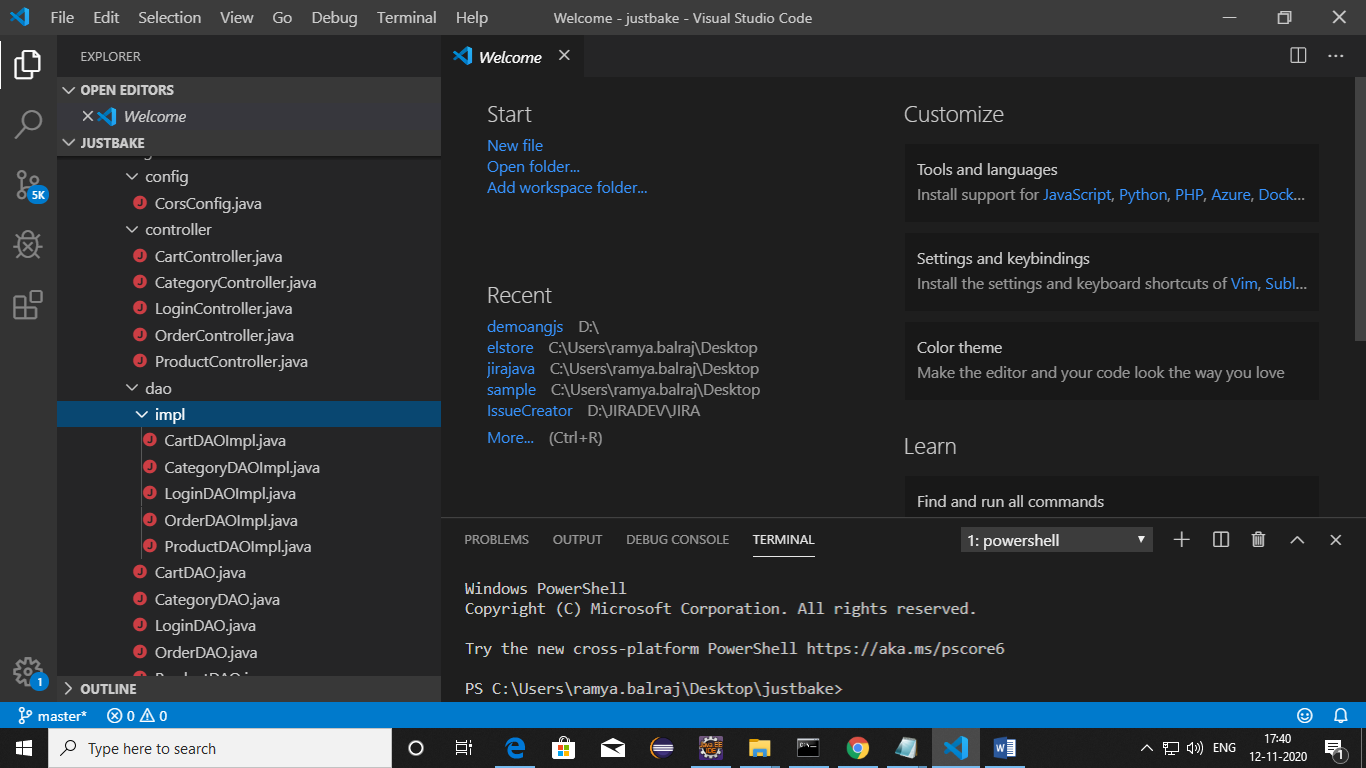 File Edit Selection View Go Debug Terminal Help
Welcome - justbake - Visual Studio Code
EXPLORER
OPEN EDITORS
Welcome
JUSTBAKE
config
CorsConfig.java
controller
CartController.java
CategoryController.java
LoginController.java
OrderController.java
ProductController.java
dao
impl
CartDAOImpl.java
CategoryDAOImpl.java
LoginDAOImpl.java
OrderDAOImpl.java
ProductDAOImpl.java
CartDAO.java
CategoryDAO.java
LoginDAO.java
OrderDAO.java
OUTLINE
5K
1
Welcome
Start
New file
Open folder...
Add workspace folder...
Recent
demoangjs D:\
elstore C:\Users\ramya.balraj\Desktop
jirajava C:\Users\ramya.balraj\Desktop
sample C:\Users\ramya.balraj\Desktop
IssueCreator D:\JIRADEV\JIRA
More... (Ctrl+R)
Customize
Tools and languages
Install support for JavaScript, Python, PHP, Azure, Dock...
Settings and keybindings
Install the settings and keyboard shortcuts of Vim, Subl...
Color theme
Make the editor and your code look the way you love
Learn
Find and run all commands
PROBLEMS OUTPUT DEBUG CONSOLE TERMINAL
1: powershell
Windows PowerShell
Copyright (C) Microsoft Corporation. All rights reserved.
Try the new cross-platform PowerShell https://aka.ms/pscore6
PS C:\Users\ramya.balraj\Desktop\justbake>
master* 0 0
Type here to search
ENG
17:40
12-11-2020
1